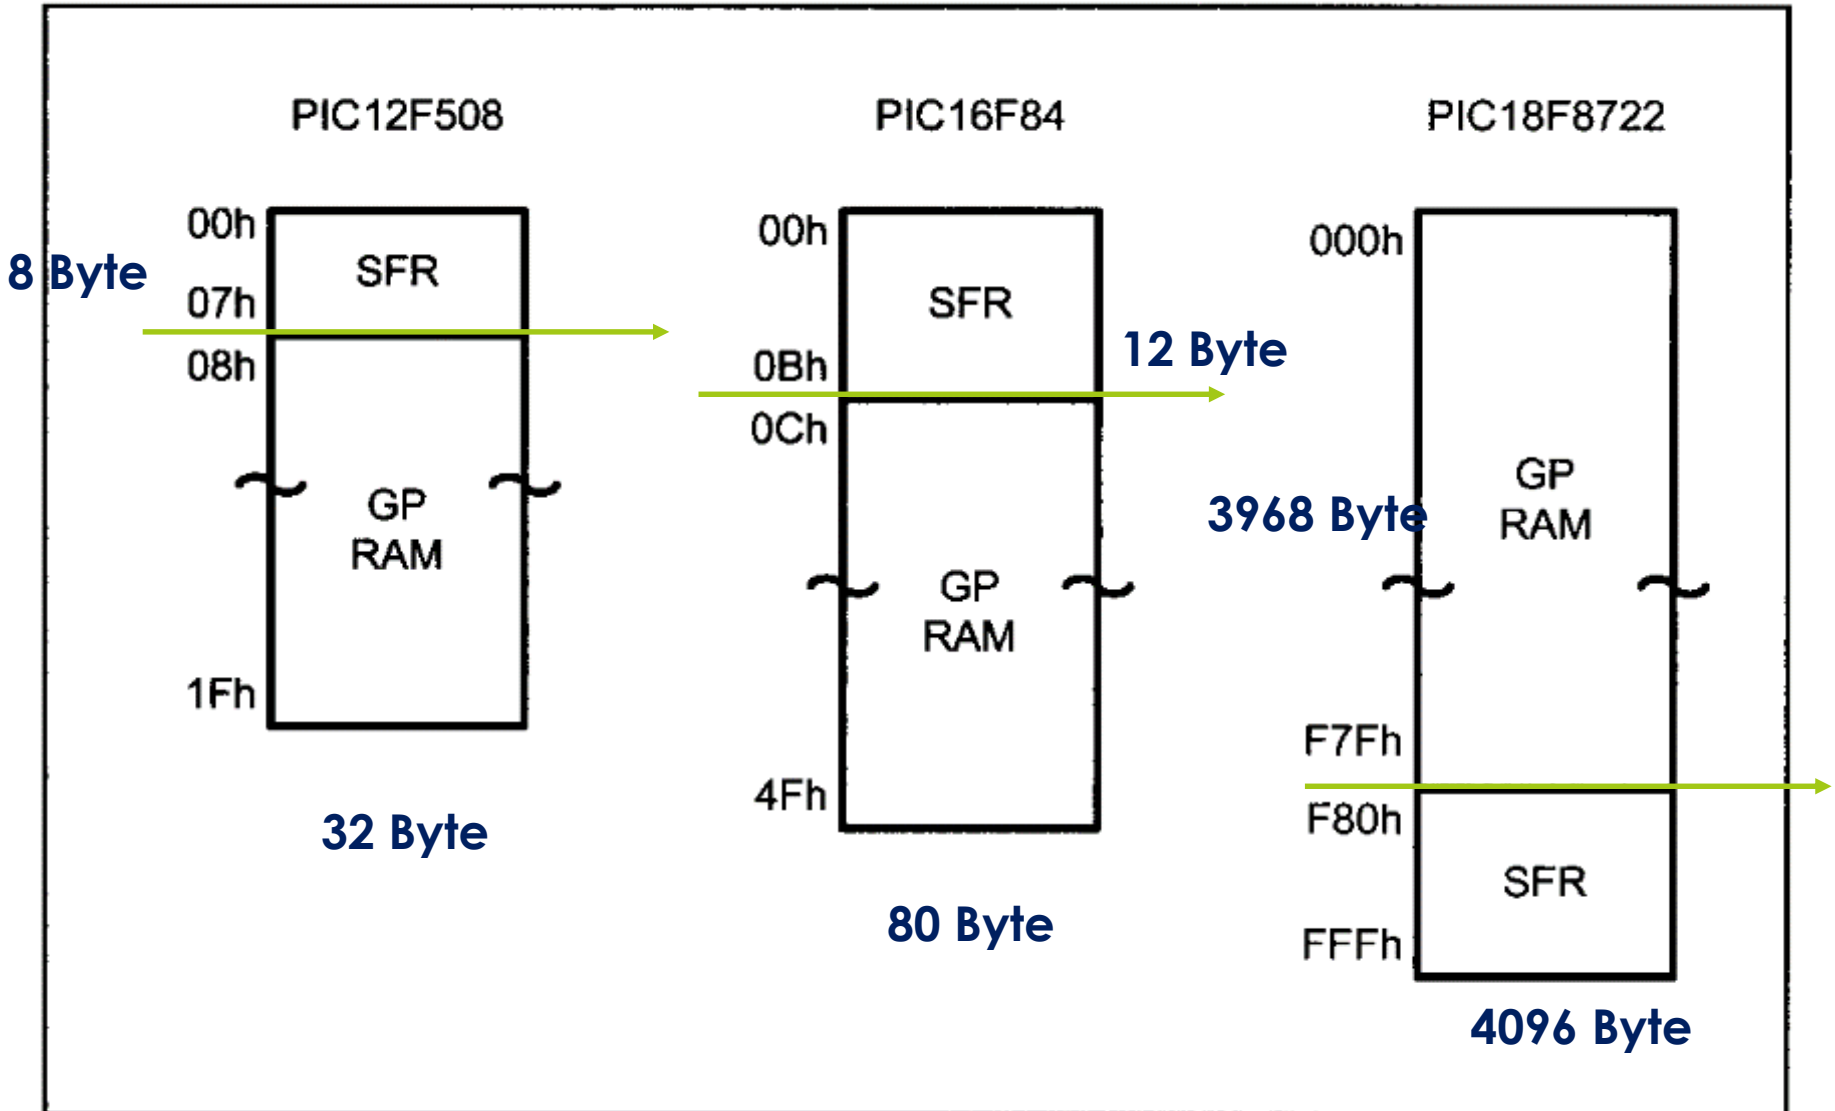 PIC12F508
00h
SFR
8 Byte
07h
08h
GP
RAM
1Fh
32 Byte
PIC16F84
00h
SFR
12 Byte
0Bh
0Ch
GP
RAM
4Fh
80 Byte
PIC18F8722
000h
GP
RAM
3968 Byte
F7Fh
F80h
SFR
FFFh
4096 Byte